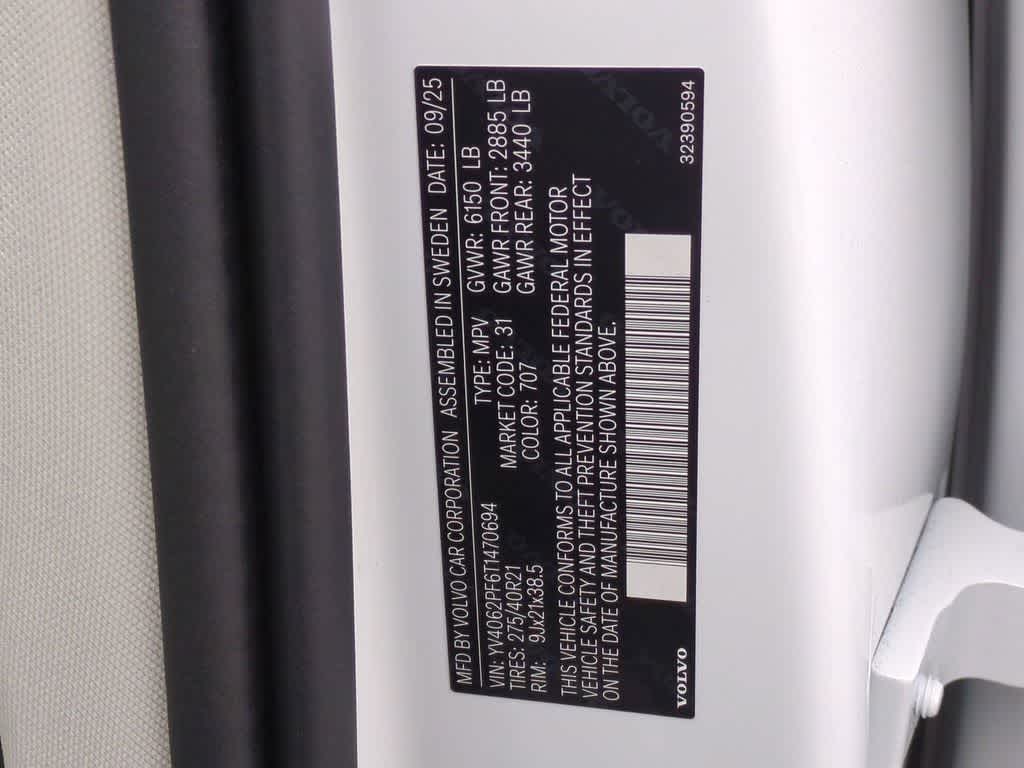 MFD BY VOLVO CAR CORPORATION ASSEMBLED IN SWEDEN DATE: 09/25
VIN: YV4062PF6T1470694 TYPE: MPV GVWR: 6150 LB
TIRES: 275/40R21 MARKET CODE: 31 GAWR FRONT: 2885 LB
RIM: 9Jx21x38.5 COLOR: 707 GAWR REAR: 3440 LB
THIS VEHICLE CONFORMS TO ALL APPLICABLE FEDERAL MOTOR
VEHICLE SAFETY AND THEFT PREVENTION STANDARDS IN EFFECT
ON THE DATE OF MANUFACTURE SHOWN ABOVE.
VOLVO 32390594